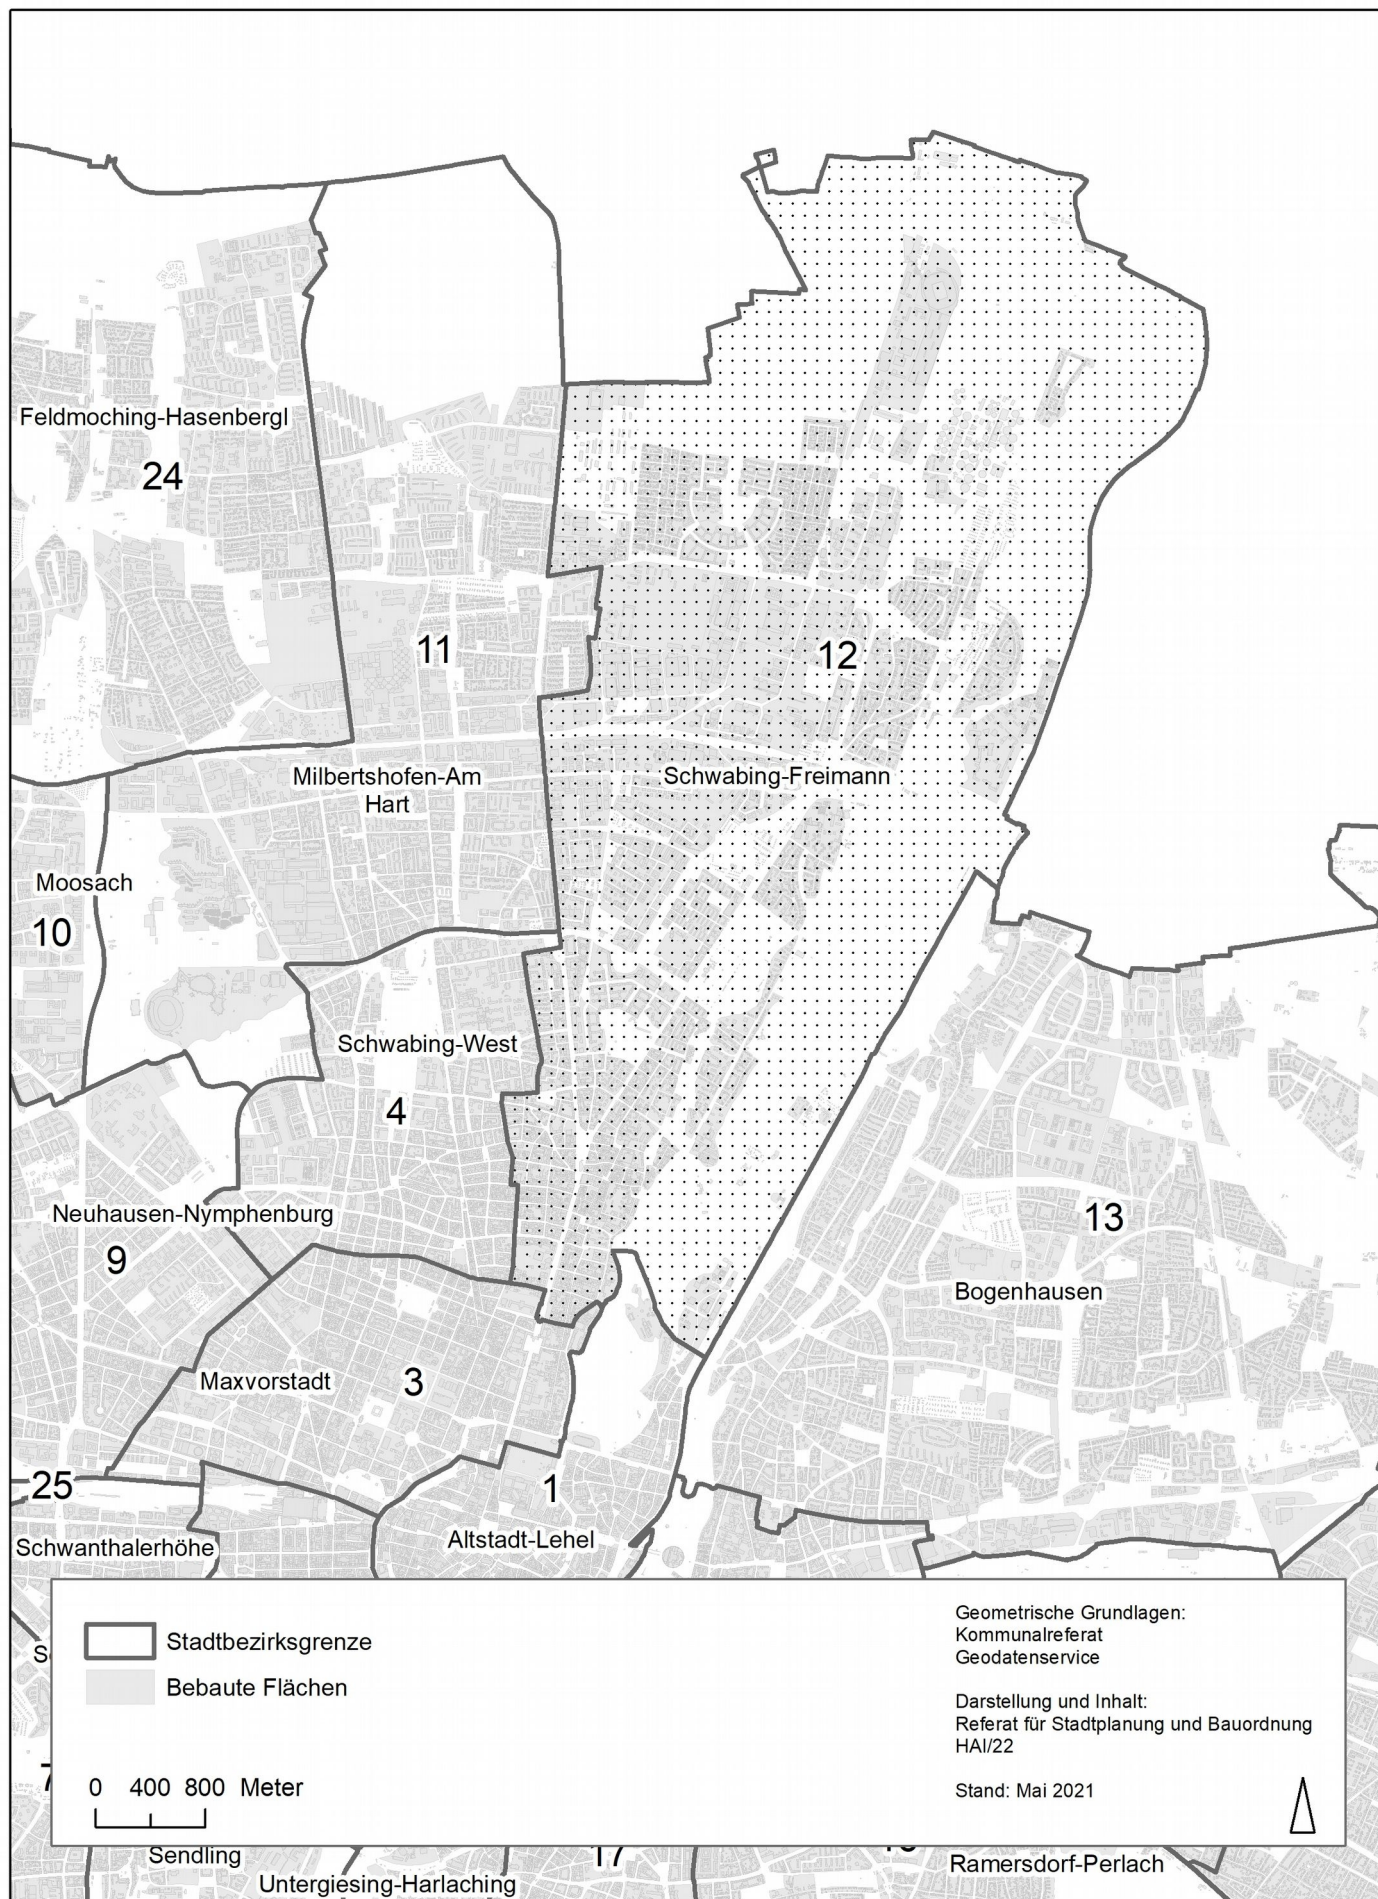 Feldmoching-Hasenbergl
24
11
12
Milbertshofen-Am
Hart
Schwabing-Freimann
Moosach
10
Schwabing-West
4
Neuhausen-Nymphenburg
9
13
Bogenhausen
Maxvorstadt
3
25
1
Schwanthalerhöhe
Altstadt-Lehel
Stadtbezirksgrenze
Bebaute Flächen
0 400 800 Meter
Geometrische Grundlagen:
Kommunalreferat
Geodatenservice
Darstellung und Inhalt:
Referat für Stadtplanung und Bauordnung
HAI/22
Stand: Mai 2021
Sendling
17
Ramersdorf-Perlach
Untergiesing-Harlaching